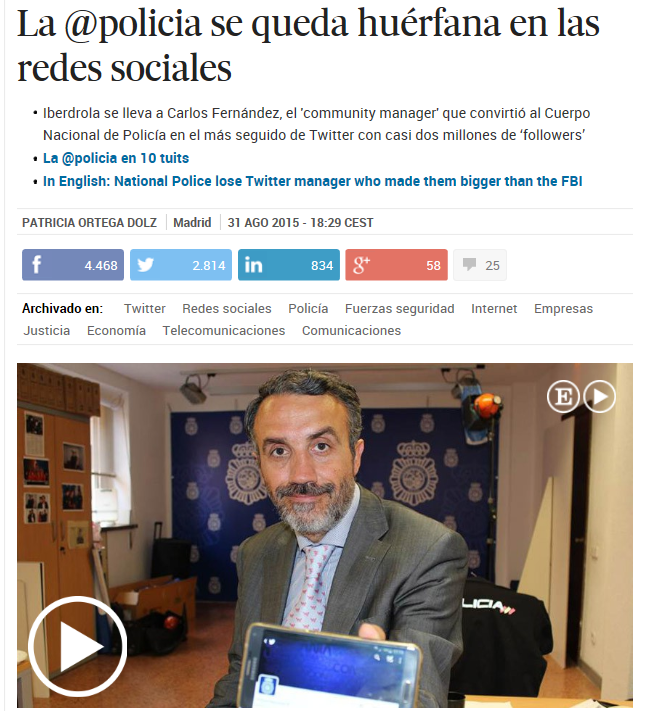 La @policia se queda huérfana en las
redes sociales
• Iberdrola se lleva a Carlos Fernández, el 'community manager' que convirtió al Cuerpo
Nacional de Policía en el más seguido de Twitter con casi dos millones de ‘followers’
• La @policia en 10 tuits
• In English: National Police lose Twitter manager who made them bigger than the FBI
PATRICIA ORTEGA DOLZ | Madrid | 31 AGO 2015 - 18:29 CEST
f 4.468 2.814 in 834 g+ 58 25
Archivado en: Twitter Redes sociales Policía Fuerzas seguridad Internet Empresas
Justicia Economía Telecomunicaciones Comunicaciones
E
LICIA